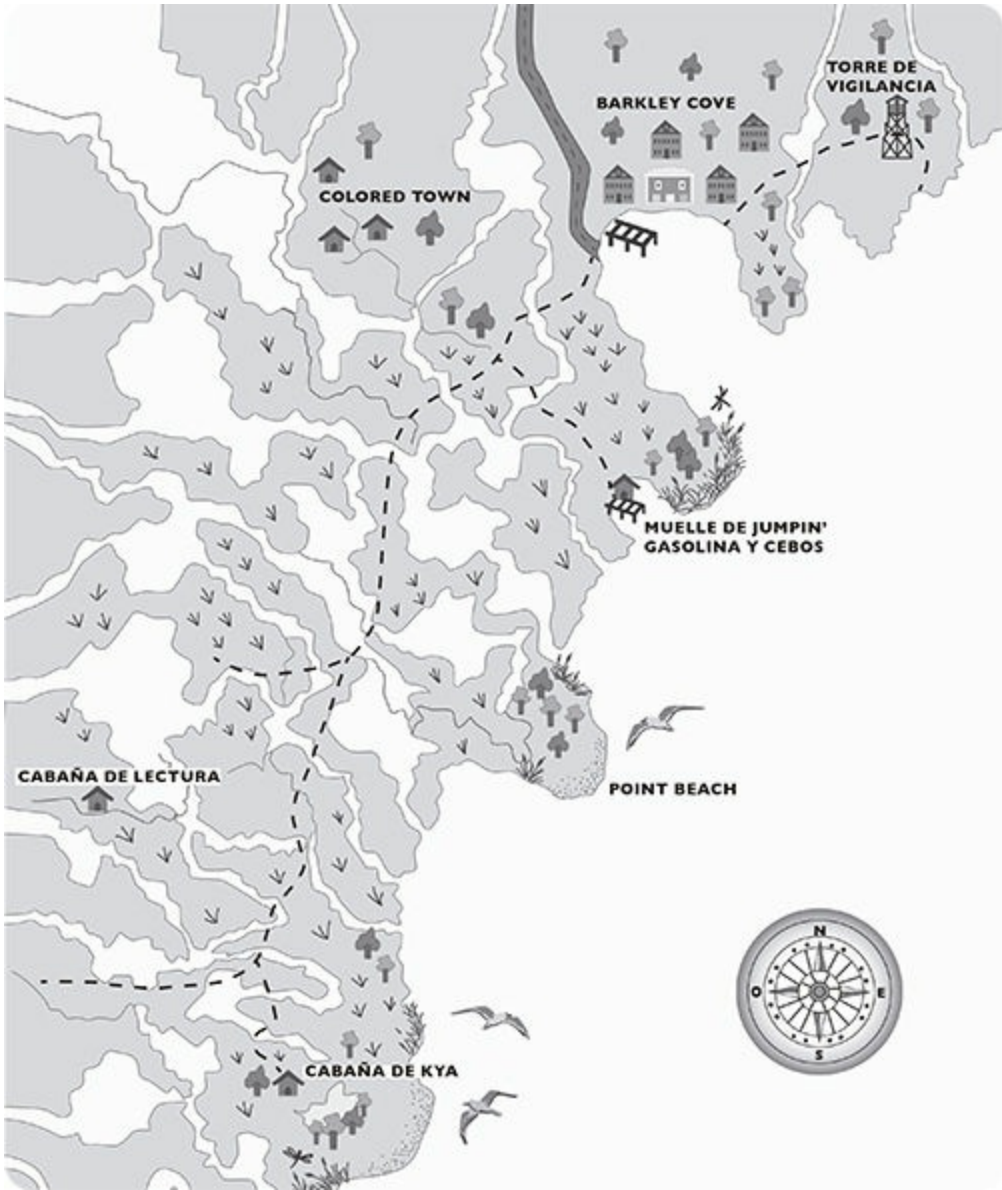 TORRE DE
VIGILANCIA
BARKLEY COVE
COLORED TOWN
MUELLE DE JUMPIN'
GASOLINA Y CEBOS
CABAÑA DE LECTURA
POINT BEACH
N
O
E
S
CABAÑA DE KYA